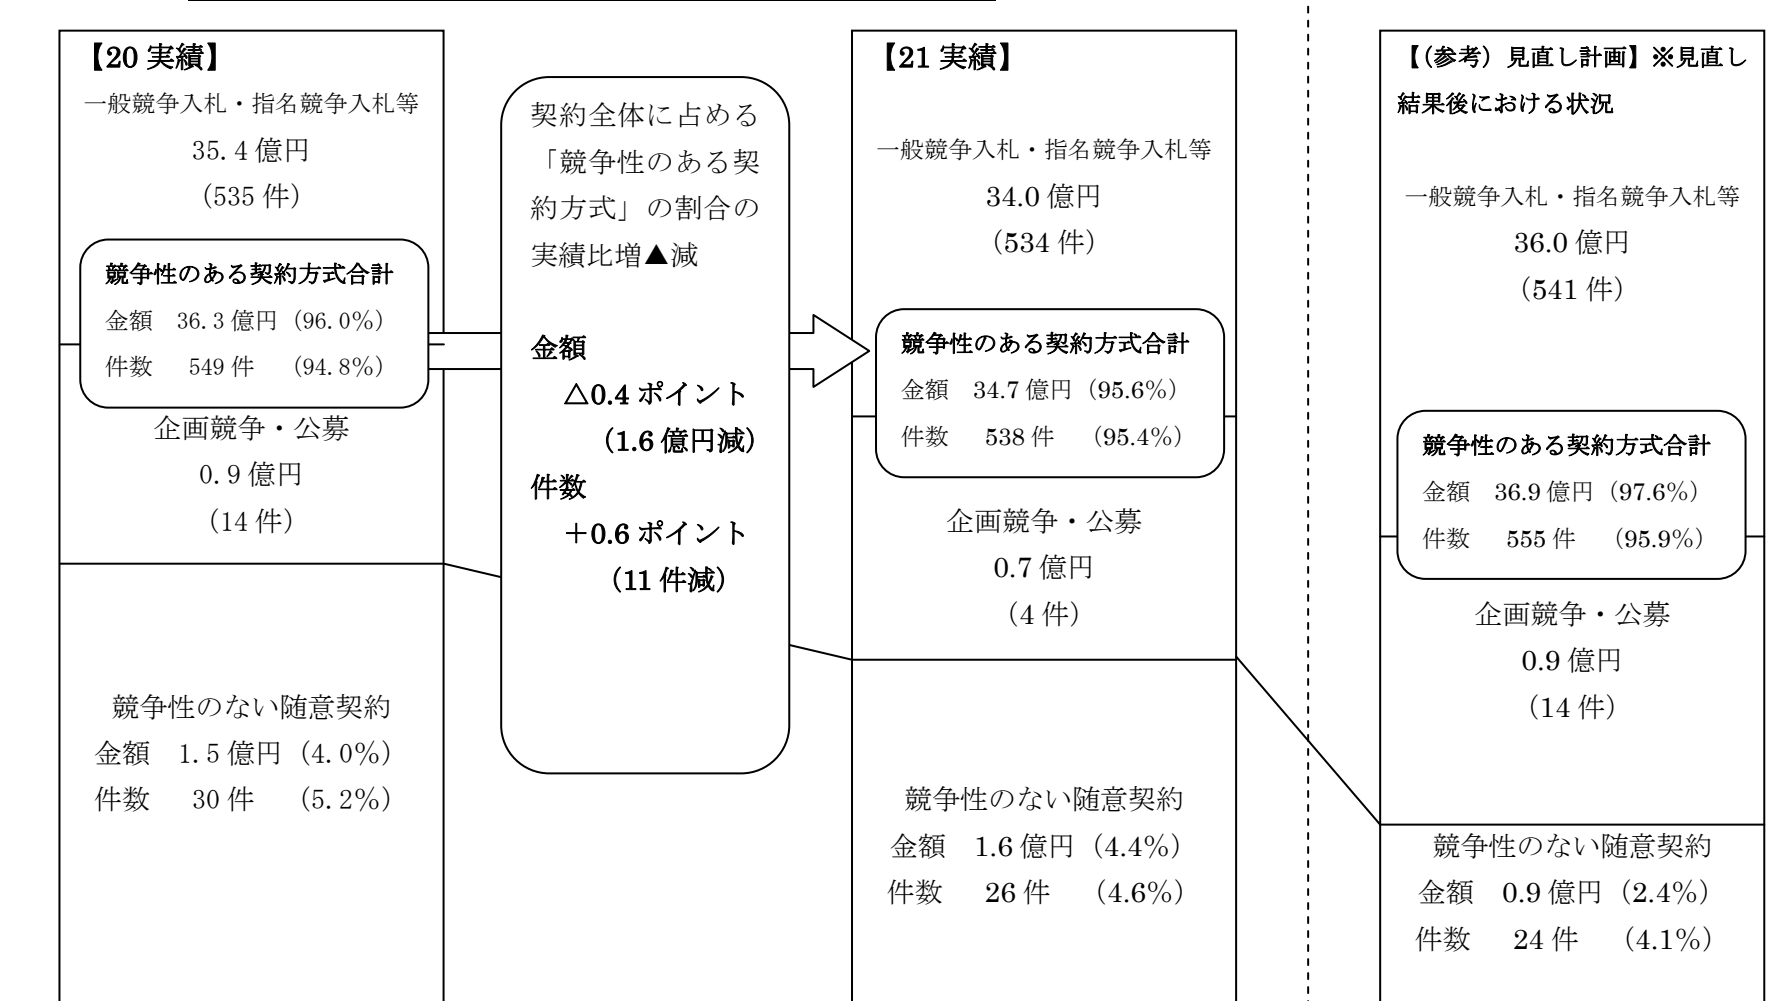 【20 実績】
一般競争入札・指名競争入札等
35.4 億円
（535 件）
競争性のある契約方式合計
金額 36.3 億円（96.0%）
件数 549 件 （94.8%）
企画競争・公募
0.9 億円
（14 件）
競争性のない随意契約
金額 1.5 億円（4.0%）
件数 30 件 （5.2%）
契約全体に占める
「競争性のある契
約方式」の割合の
実績比増▲減
金額
△0.4 ポイント
（1.6 億円減）
件数
＋0.6 ポイント
（11 件減）
【21 実績】
一般競争入札・指名競争入札等
34.0 億円
（534 件）
競争性のある契約方式合計
金額 34.7 億円（95.6%）
件数 538 件 （95.4%）
企画競争・公募
0.7 億円
（4 件）
競争性のない随意契約
金額 1.6 億円（4.4%）
件数 26 件 （4.6%）
【（参考）見直し計画】※見直し
結果後における状況
一般競争入札・指名競争入札等
36.0 億円
（541 件）
競争性のある契約方式合計
金額 36.9 億円（97.6%）
件数 555 件 （95.9%）
企画競争・公募
0.9 億円
（14 件）
競争性のない随意契約
金額 0.9 億円（2.4%）
件数 24 件 （4.1%）